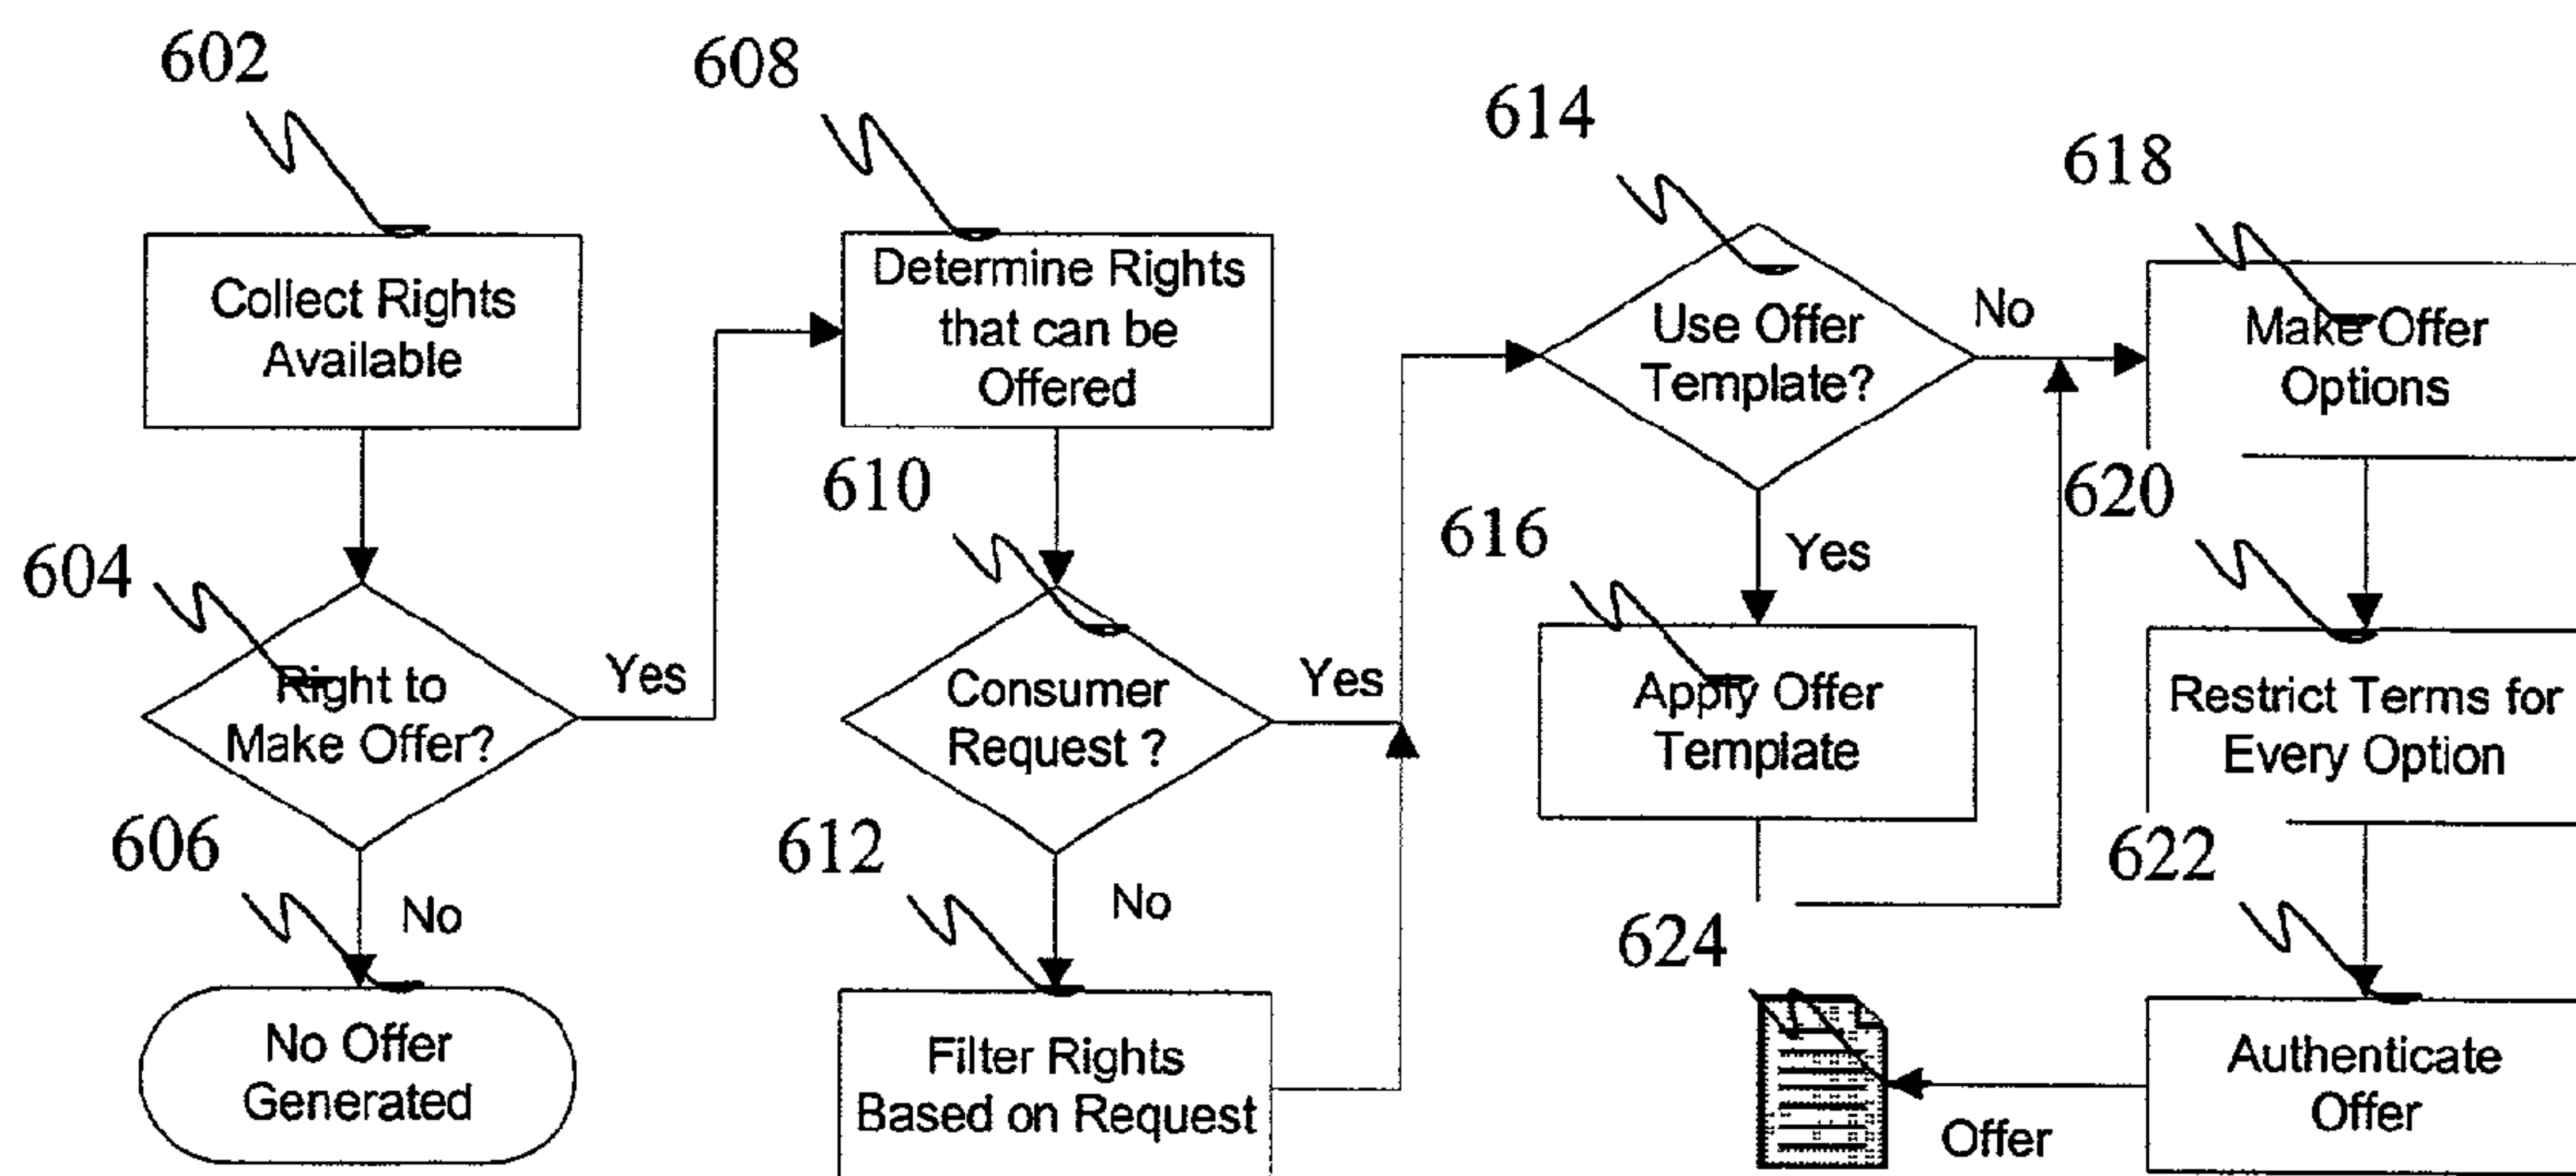 602
Collect Rights
Available
604
Right to
Make Offer?
Yes
No
606
No Offer
Generated
608
Determine Rights
that can be
Offered
610
Consumer
Request ?
Yes
No
612
Filter Rights
Based on Request
614
Use Offer
Template?
No
Yes
616
Apply Offer
Template
618
Make Offer
Options
620
Restrict Terms for
Every Option
622
Authenticate
Offer
Offer
624